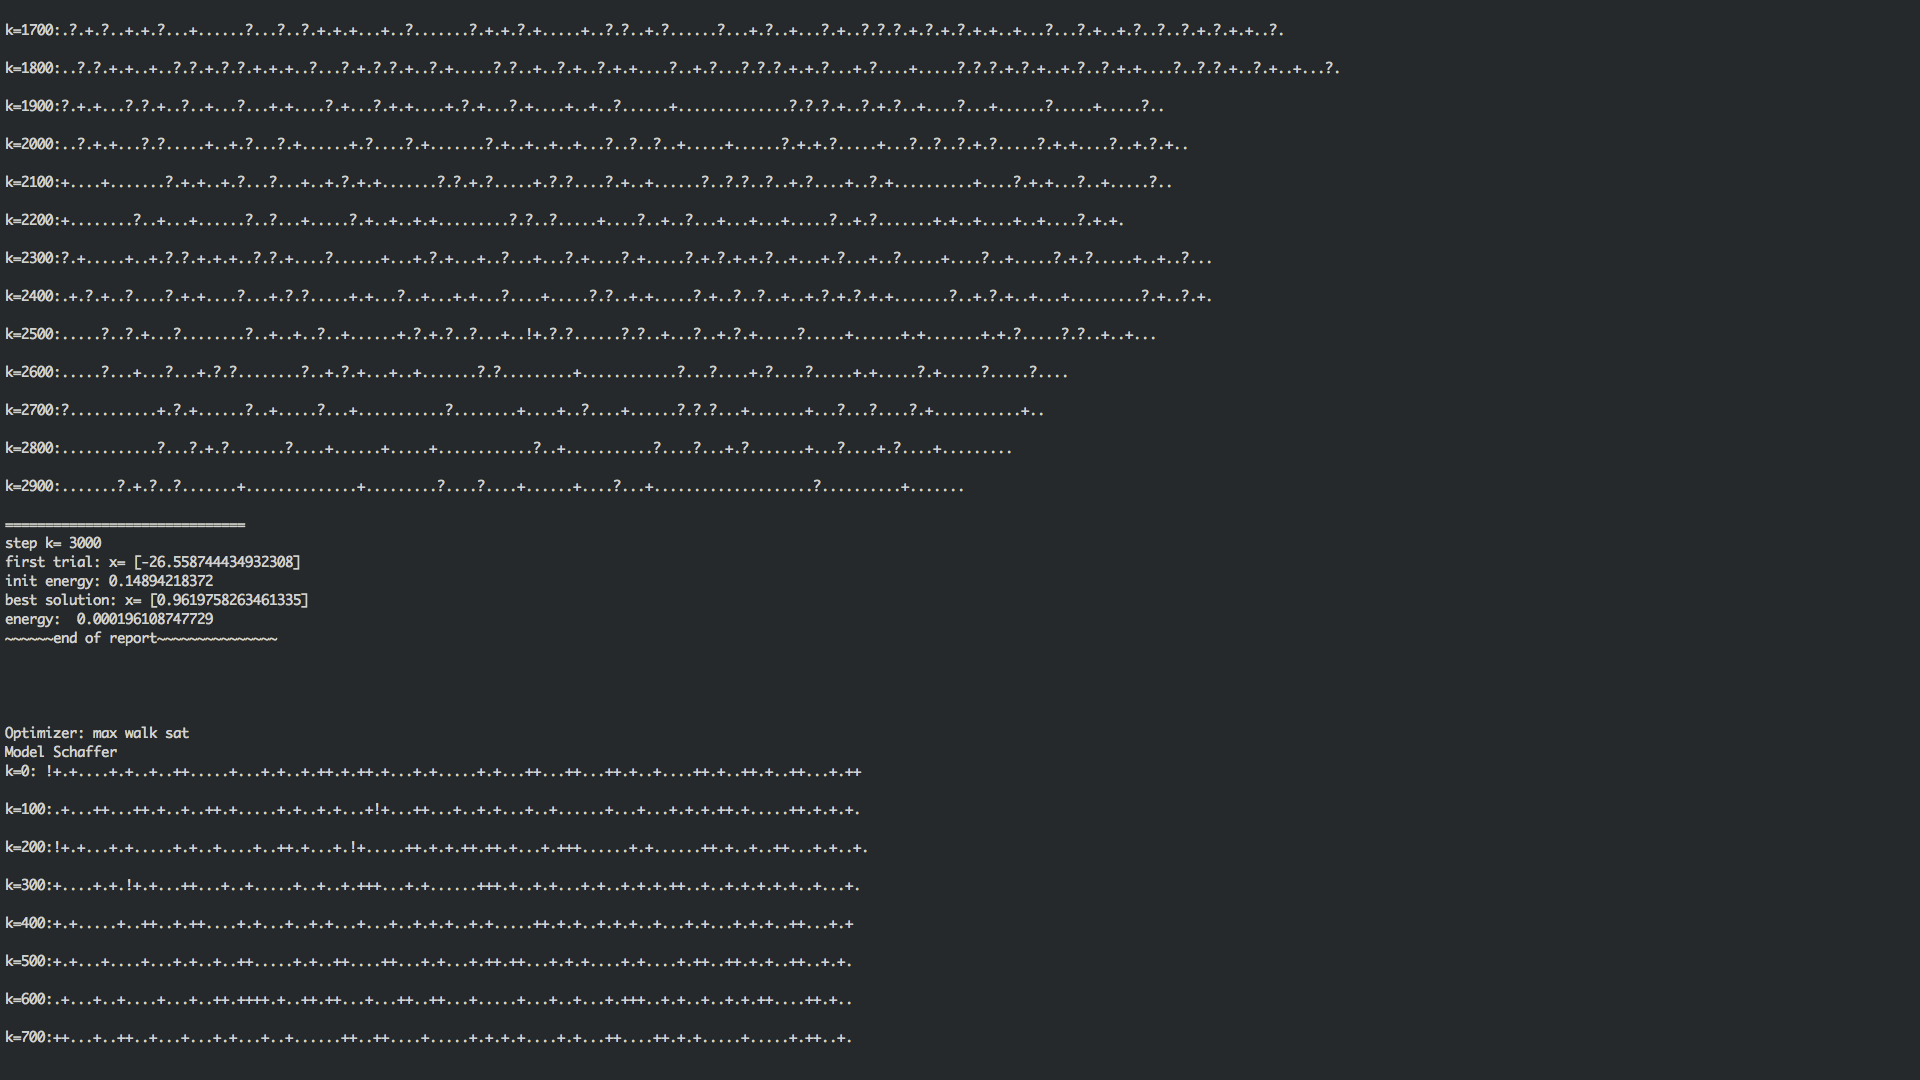 k=1700:.?.+.?..+.+.?...+......?...?..?.+.+.+...+..?.......?.+.+.?.+.....+..?.?..+.?......?...+.?..+...?.+..?.?.?.+.?.+.?.+.+..+...?...?.+..+.?..?..?.+.?.+.+..?.
k=1800:..?.?.+.+..+..?.?.+.?.?.+.+.+..?...?.+.?.?.+..?.+.....?.?..+..?.+..?.+.+....?..+.?...?.?.?.+.+.?...+.?....+.....?.?.?.+.?.+..+.?..?.+.+....?..?.?.+..?.+..+...?.
k=1900:?.+.+...?.?.+..?..+...?...+.+....?.+...?.+.+....+.?.+...?.+....+..+..?......+..............?.?.?.+..?.+.?..+....?...+......?.....+.....?..
k=2000:..?.+.+...?.?.....+..+.?...?.+......+.?....?.+.......?.+..+..+..+...?..?..?..+.....+......?.+.+.?.....+...?..?..?.+.?.....?.+.+....?..+.?.+..
k=2100:+....+.......?.+.+..+.?...?...+..+.?.+.+.......?.?.+.?.....+.?.?....?.+..+......?..?.?..?..+.?....+..?.+..........+....?.+.+...?..+.....?..
k=2200:+........?..+...+......?..?...+.....?.+..+..+.+.........?.?..?.....+....?..+..?...+...+...+.....?..+.?.......+.+..+....+..+....?.+.+.
k=2300:?.+.....+..+.?.?.+.+.+..?.?.+....?......+...+.?.+...+..?...+...?.+....?.+.....?.+.?.+.+.?..+...+.?...+..?.....+....?..+.....?.+.?.....+..+..?...
k=2400:.+.?.+..?....?.+.+....?...+.?.?.....+.+...?..+...+.+...?....+.....?.?..+.+.....?.+..?..?..+..+.?.+.?.+.+.......?..+.?.+..+...+.........?.+..?.+.
k=2500:.....?..?.+...?........?..+..+..?..+......+.?.+.?..?...+..!+.?.?......?.?..+...?..+.?.+.....?.....+......+.+.......+.+.?.....?.?..+..+...
k=2600:.....?...+...?...+.?.?........?..+.?.+...+..+.......?.?.........+............?...?....+.?....?.....+.+.....?.+.....?.....?....
k=2700:?...........+.?.+......?..+.....?...+...........?........+....+..?....+......?.?.?...+.......+...?...?....?.+...........+..
k=2800:............?...?.+.?.......?....+......+.....+............?..+...........?....?...+.?.......+...?....+.?....+.........
k=2900:.......?.+.?..?.......+..............+.........?....?....+......+....?...+....................?..........+.......
==============================
step k= 3000
first trial: x= [-26.558744434932308]
init energy: 0.14894218372
best solution: x= [0.9619758263461335]
energy:  0.000196108747729
~~~~~~end of report~~~~~~~~~~~~~~~
Optimizer: max walk sat
Model Schaffer
k=0: !+.+....+.+..+..++.....+...+.+..+.++.+.++.+...+.+.....+.+...++...++...++.+..+....++.+..++.+..++...+.++
k=100:.+...++...++.+..+..++.+.....+.+..+.+...+!+...++...+..+.+...+..+......+...+...+.+.+.++.+.....++.+.+.+.
k=200:!+.+...+.+.....+.+..+....+..++.+...+.!+.....++.+.+.++.++.+...+.+++......+.+......++.+..+..++...+.+..+.
k=300:+....+.+.!+.+...++...+..+.....+..+..+.+++...+.+......+++.+..+.+...+.+..+.+.+.++..+..+.+.+.+.+..+...+.
k=400:+.+.....+..++..+.++....+.+...+..+.+...+...+..+.+.+..+.+.....++.+.+..+.+.+..+...+.+...+.+.+..++...+.+
k=500:+.+...+....+...+.+..+..++.....+.+..++....++...+.+...+.++.++...+.+.+....+.+....+.++..++.+.+..++..+.+.
k=600:.+...+..+....+...+..++.++++.+..++.++...+...++..++...+.....+...+..+...+.+++..+.+..+..+.+.++....++.+..
k=700:++...+..++..+...+.+...+..+......++..++....+.....+.+.+.+....+.+...++....++.+.+.....+.....+.++..+.